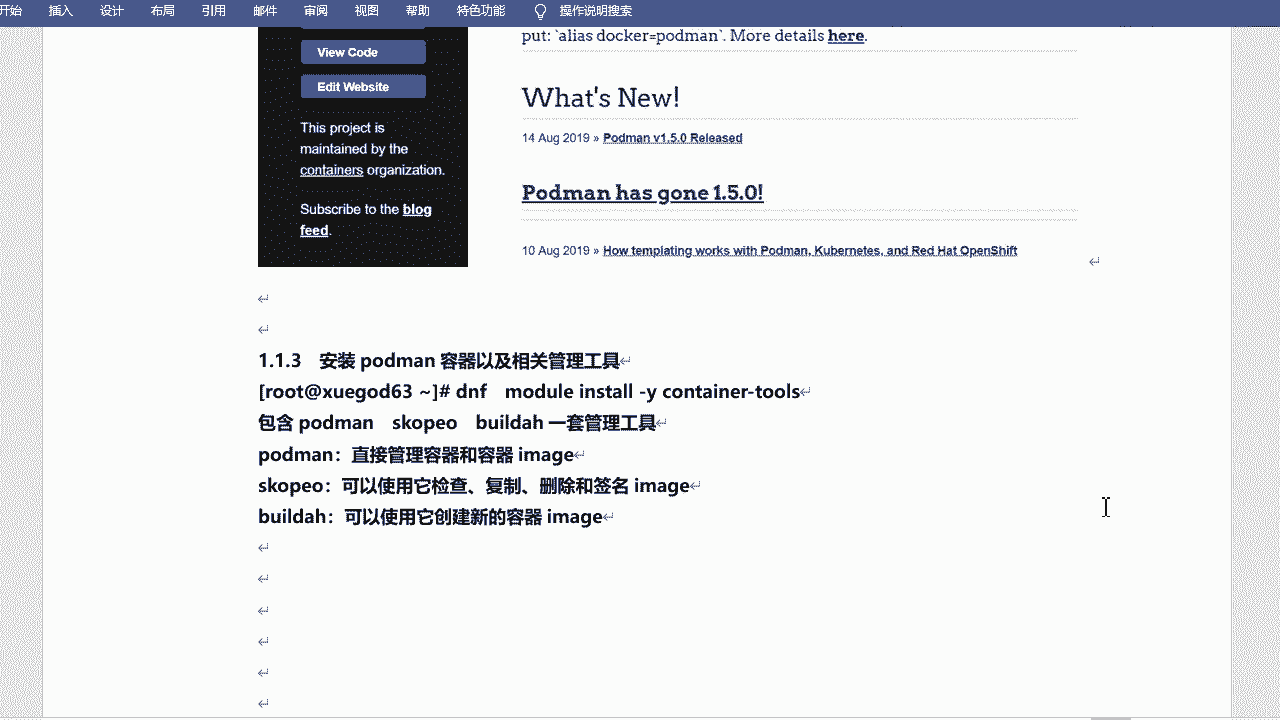 开始 插入 设计 布局 引用 邮件 审阅 视图 帮助 特色功能 操作说明搜索
View Code
Edit Website
This project is
maintained by the
containers organization.
Subscribe to the blog
feed.
put: `alias docker=podman`. More details here.
What's New!
14 Aug 2019 » Podman v1.5.0 Released
Podman has gone 1.5.0!
10 Aug 2019 » How templating works with Podman, Kubernetes, and Red Hat OpenShift
1.1.3 安装 podman 容器以及相关管理工具
[root@xuegod63 ~]# dnf module install -y container-tools
包含 podman skopeo buildah 一套管理工具
podman：直接管理容器和容器 image
skopeo：可以使用它检查、复制、删除和签名 image
buildah：可以使用它创建新的容器 image